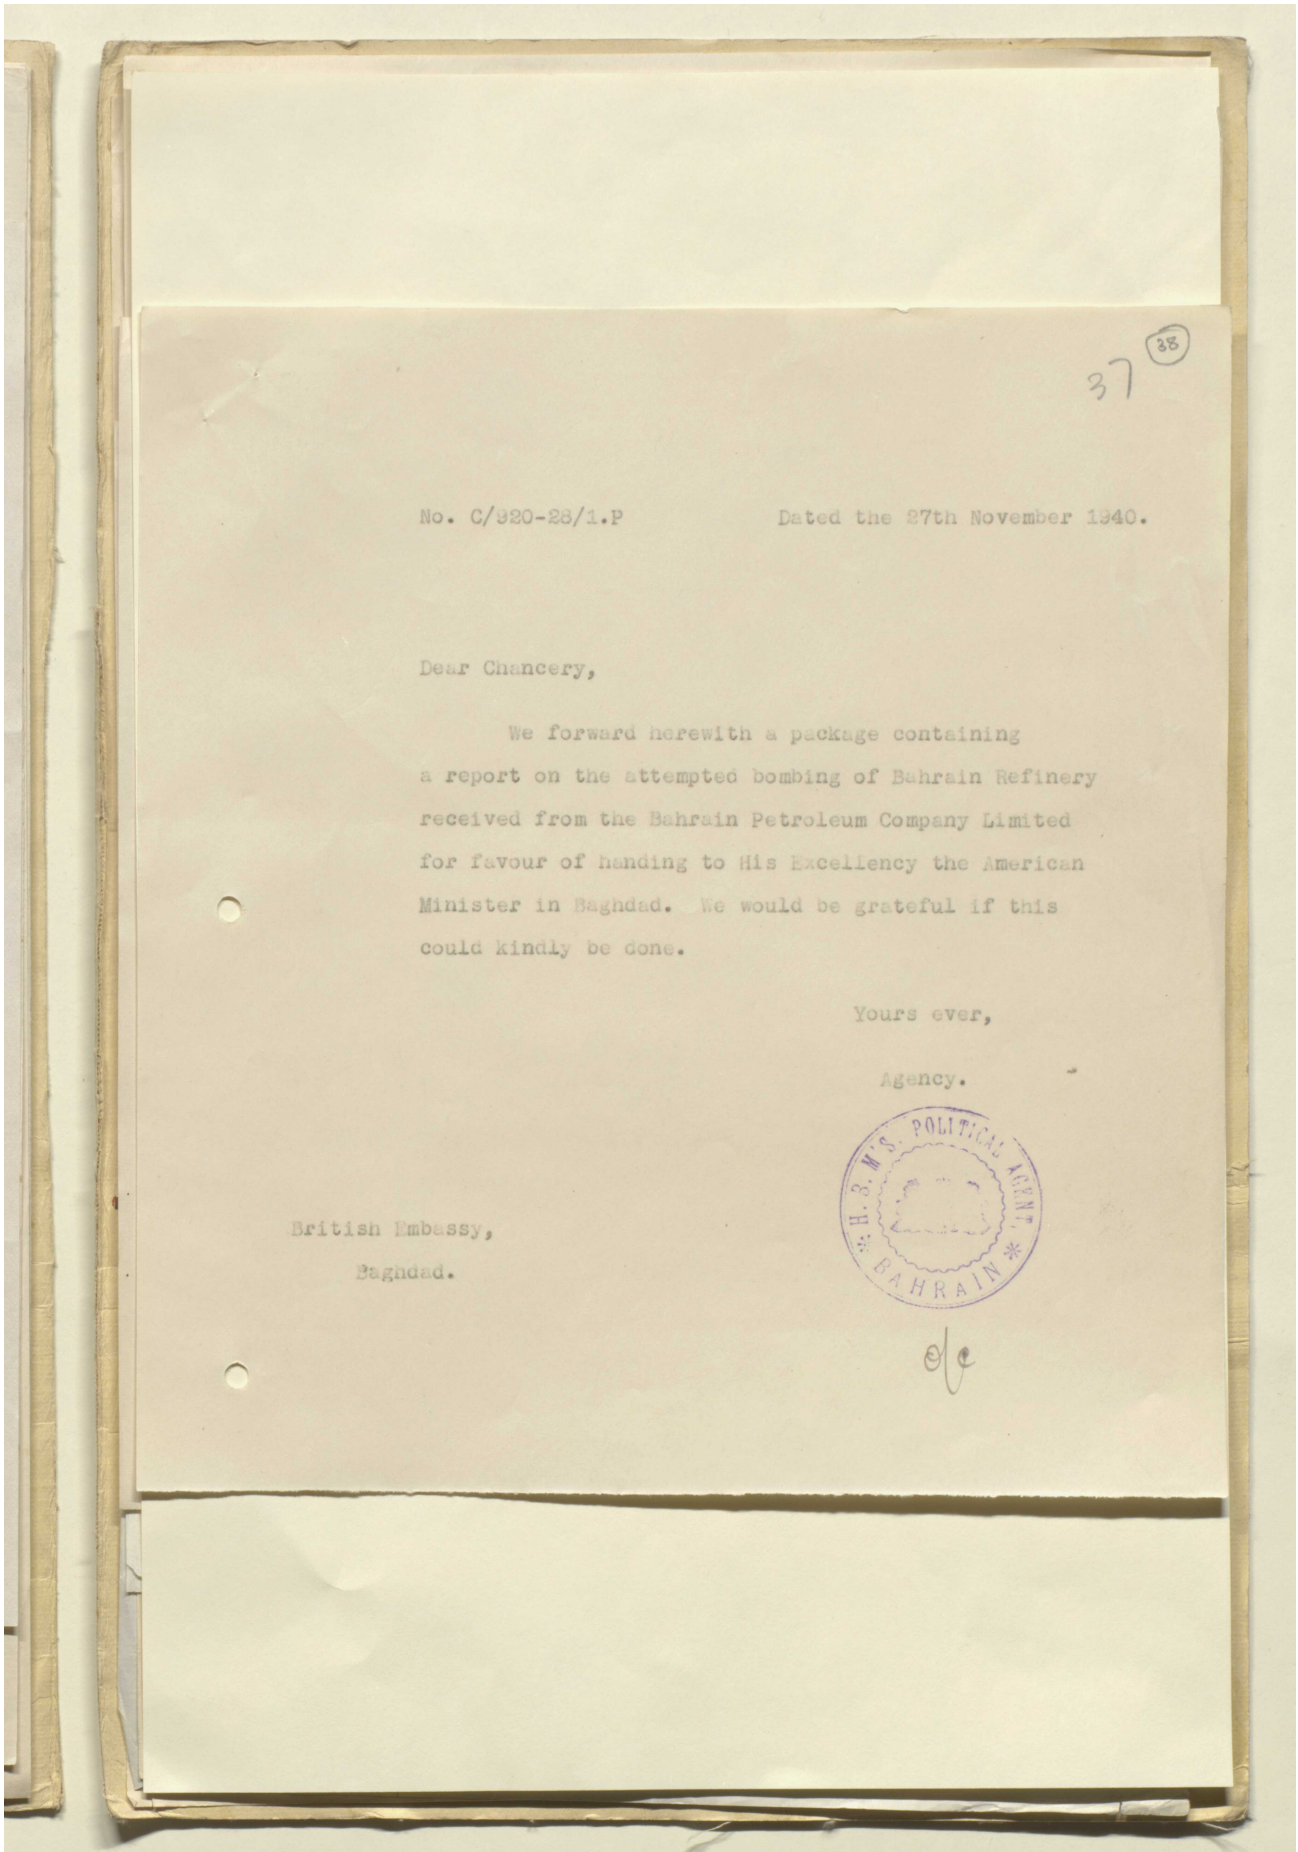 38
37
No. C/920-28/1.P Dated the 27th November 1940.
Dear Chancery,
We forward herewith a package containing
a report on the attempted bombing of Bahrain Refinery
received from the Bahrain Petroleum Company Limited
for favour of handing to His Excellency the American
Minister in Baghdad. We would be grateful if this
could kindly be done.
Yours ever,
Agency.
H.B.M'S. POLITICAL AGENT,
* BAHRAIN *
British Embassy,
Baghdad.
o/c